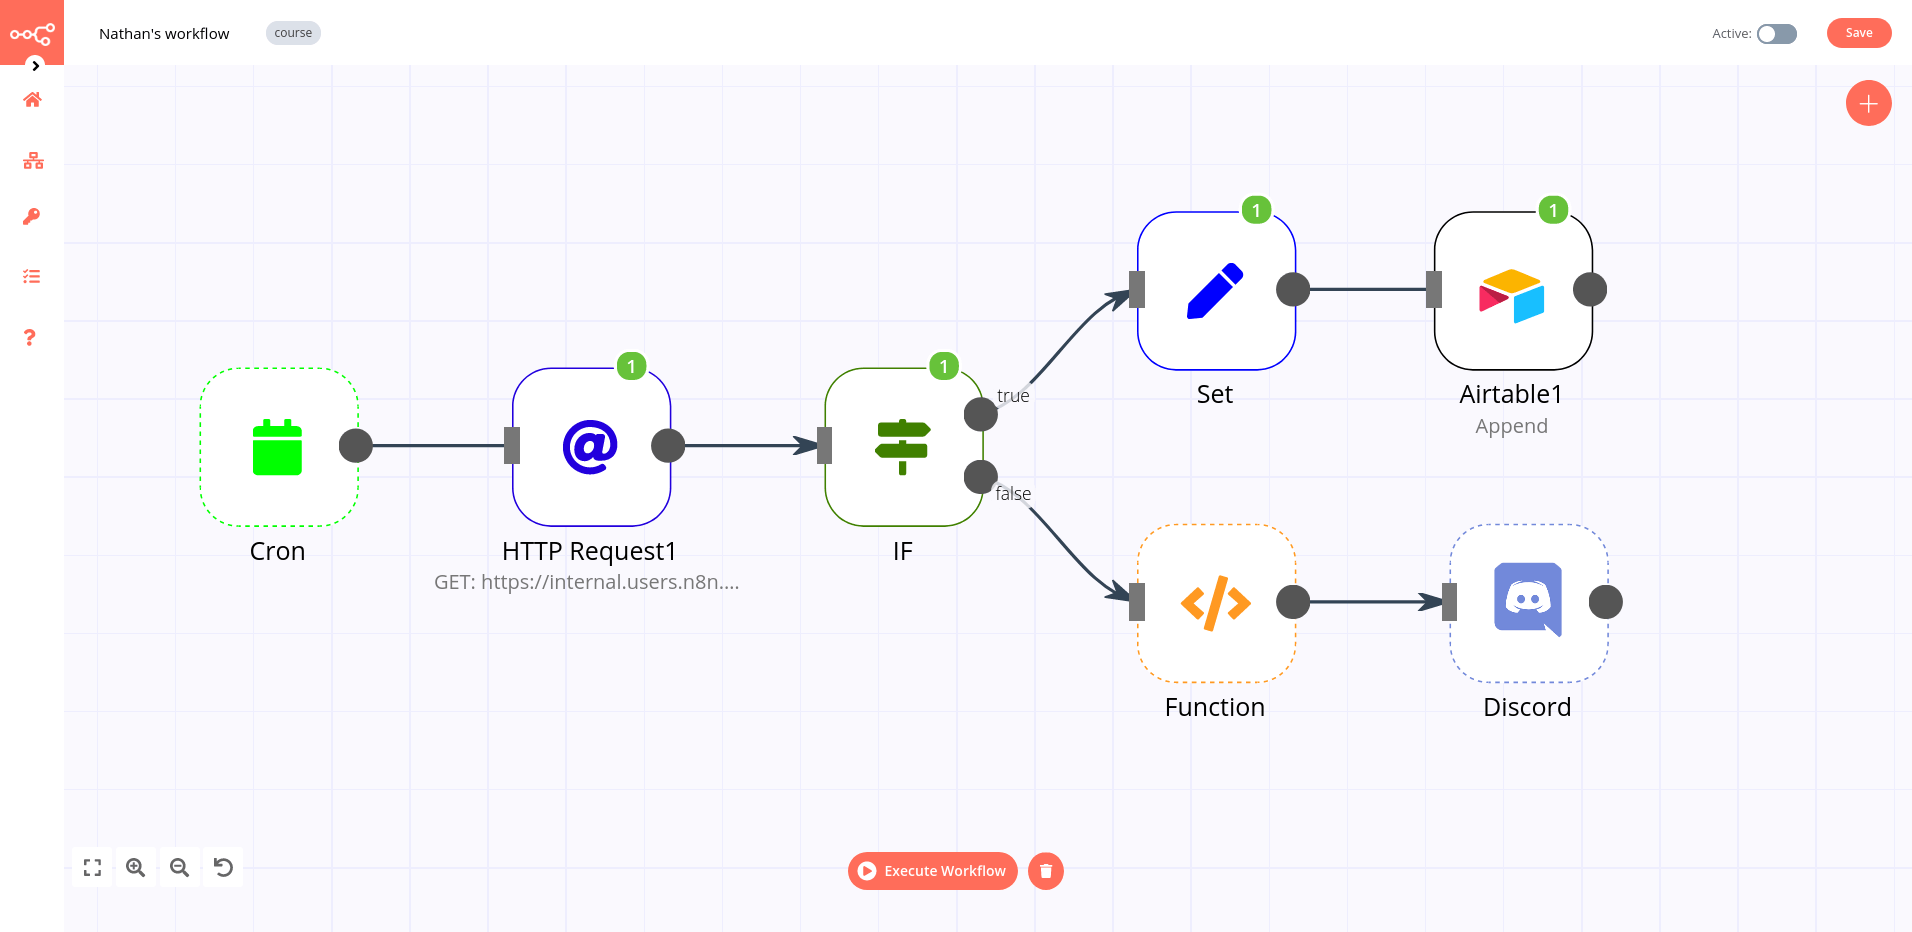 Nathan's workflow
course
Active:
Save
1
1
Set
Airtable1
Append
1
1
true
false
Cron
HTTP Request1
GET: https://internal.users.n8n....
IF
Function
Discord
Execute Workflow